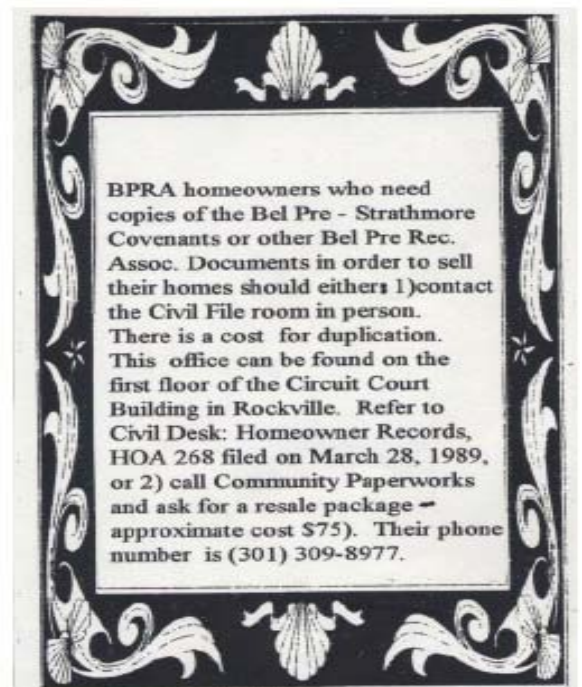 BPRA homeowners who need
copies of the Bel Pre - Strathmore
Covenants or other Bel Pre Rec.
Assoc. Documents in order to sell
their homes should either: 1)contact
the Civil File room in person.
There is a cost for duplication.
This office can be found on the
first floor of the Circuit Court
Building in Rockville. Refer to
Civil Desk: Homeowner Records,
HOA 268 filed on March 28, 1989,
or 2) call Community Paperworks
and ask for a resale package -
approximate cost $75). Their phone
number is (301) 309-8977.